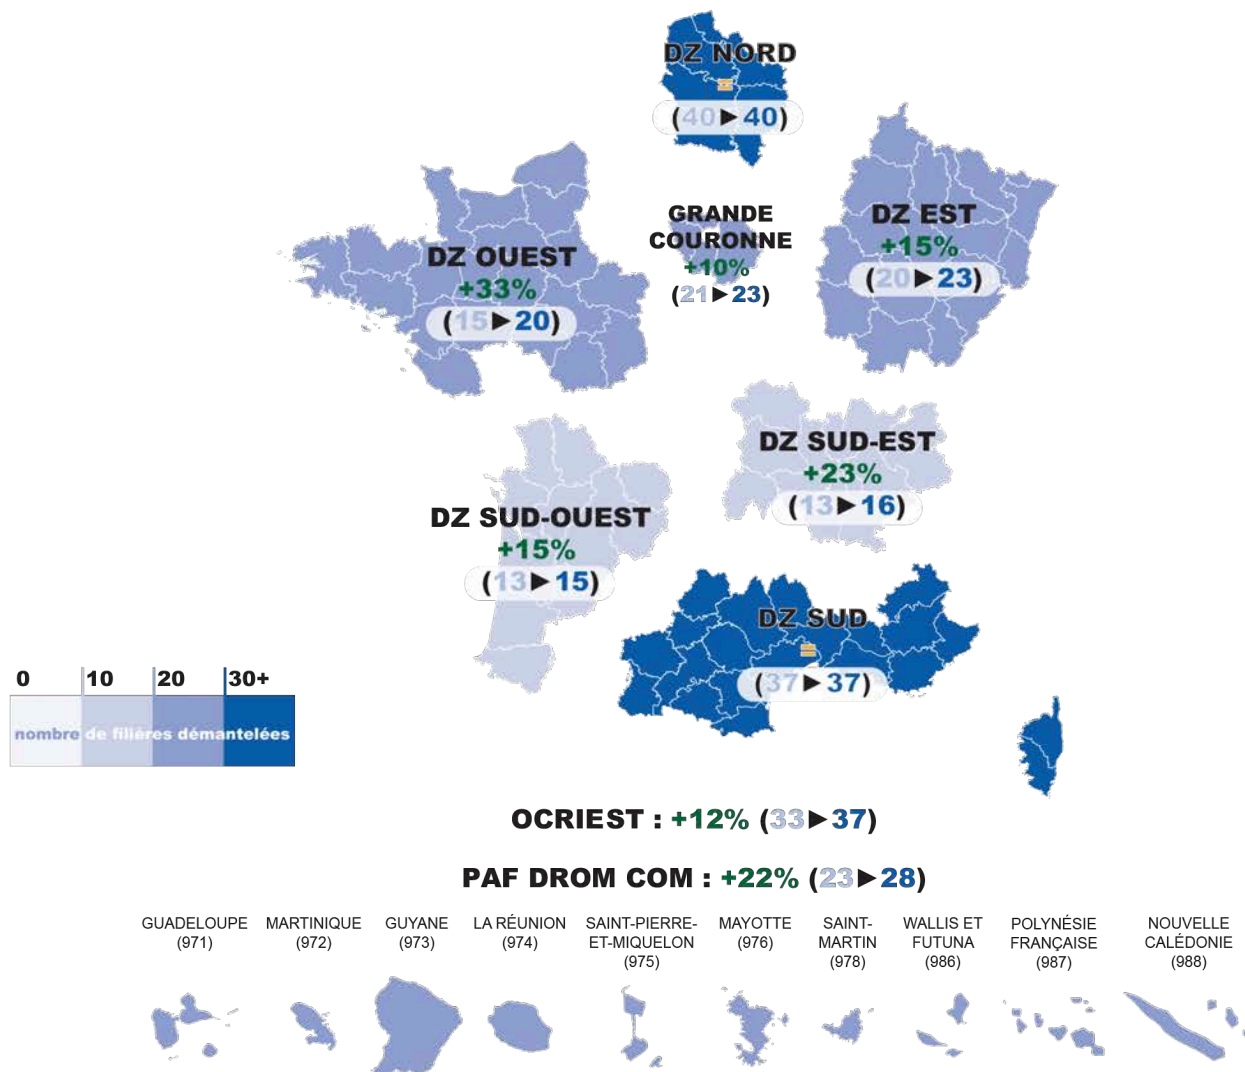 DZ NORD
(40►40)
DZ OUEST
+33%
(15►20)
GRANDE
COURONNE
+10%
(21►23)
DZ EST
+15%
(20►23)
DZ SUD-EST
+23%
(13►16)
DZ SUD-OUEST
+15%
(13►15)
DZ SUD
(37►37)
0 10 20 30+
nombre de filières démantelées
OCRIEST : +12% (33►37)
PAF DROM COM : +22% (23►28)
GUADELOUPE
(971)
MARTINIQUE
(972)
GUYANE
(973)
LA RÉUNION
(974)
SAINT-PIERRE-
ET-MIQUELON
(975)
MAYOTTE
(976)
SAINT-
MARTIN
(978)
WALLIS ET
FUTUNA
(986)
POLYNÉSIE
FRANÇAISE
(987)
NOUVELLE
CALÉDONIE
(988)